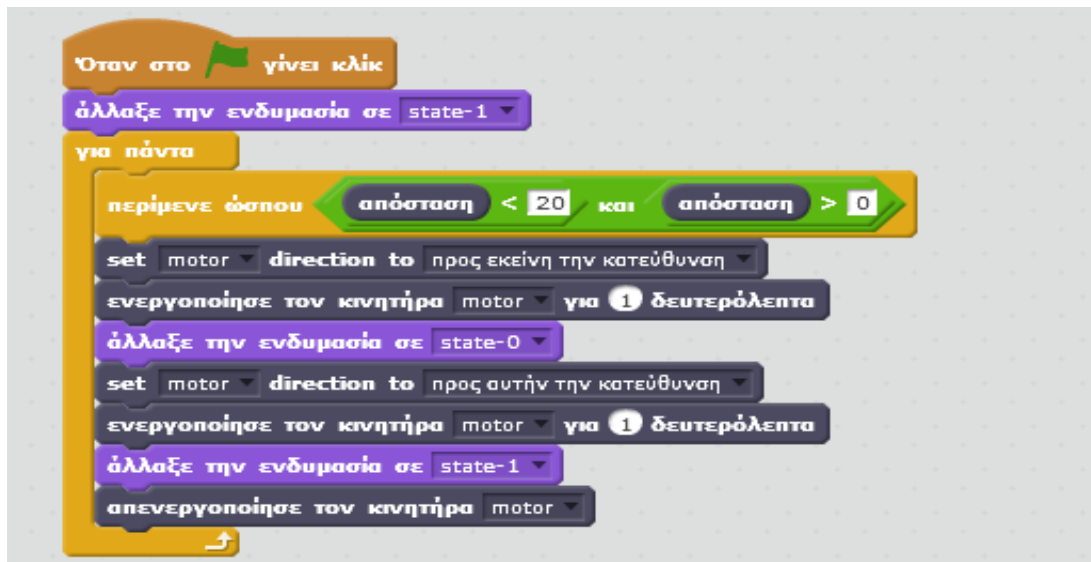 Όταν στο γίνει κλίκ
άλλαξε την ενδυμασία σε state-1
για πάντα
περίμενε ώσπου απόσταση < 20 και απόσταση > 0
set motor direction to προς εκείνη την κατεύθυνση
ενεργοποίησε τον κινητήρα motor για 1 δευτερόλεπτα
άλλαξε την ενδυμασία σε state-0
set motor direction to προς αυτήν την κατεύθυνση
ενεργοποίησε τον κινητήρα motor για 1 δευτερόλεπτα
άλλαξε την ενδυμασία σε state-1
απενεργοποίησε τον κινητήρα motor